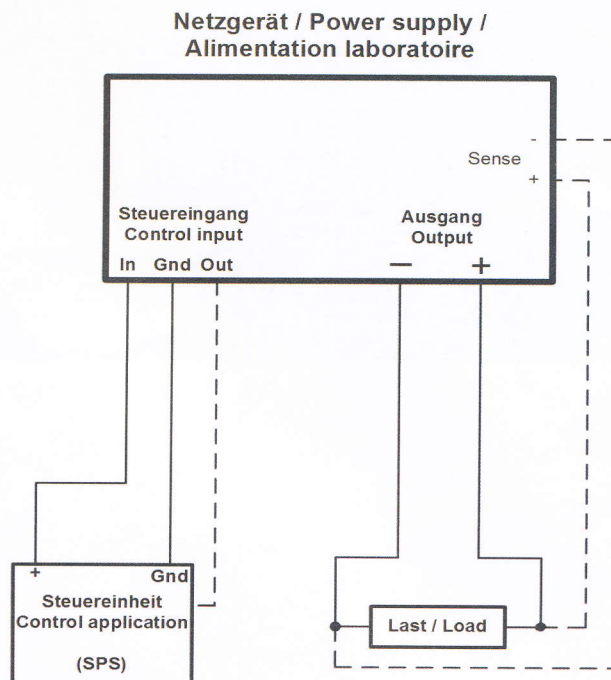 Netzgerät / Power supply /
Alimentation laboratoire
-
Sense
+
Steuereingang
Control input
Ausgang
Output
In Gnd Out
— +
+ Gnd
Steuereinheit
Control application
(SPS)
Last / Load